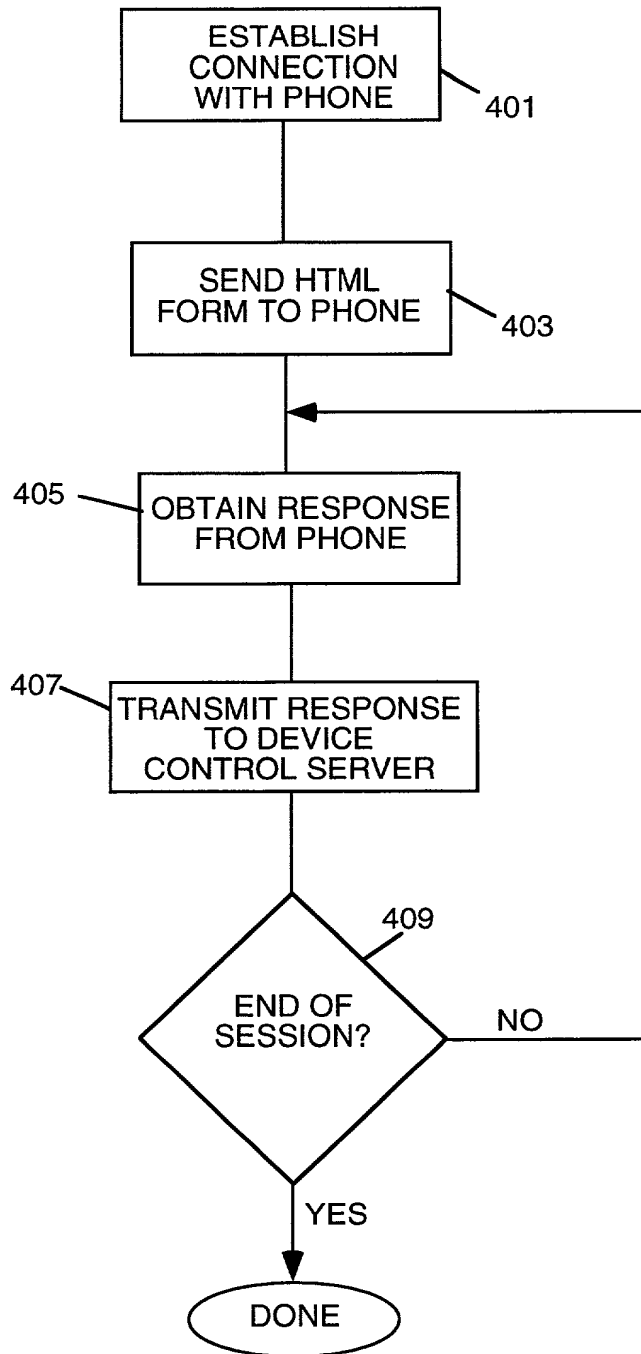 ESTABLISH
CONNECTION
WITH PHONE
401
SEND HTML
FORM TO PHONE
403
405
OBTAIN RESPONSE
FROM PHONE
407
TRANSMIT RESPONSE
TO DEVICE
CONTROL SERVER
409
END OF
SESSION?
NO
YES
DONE